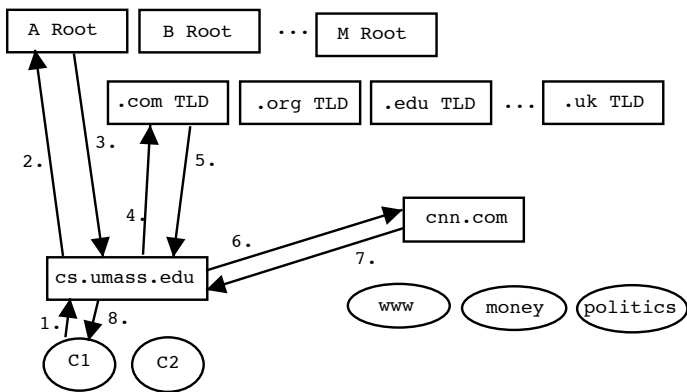 A Root
B Root
...
M Root
.com TLD
.org TLD
.edu TLD
...
.uk TLD
2.
3.
4.
5.
6.
7.
cnn.com
cs.umass.edu
1.
8.
www
money
politics
C1
C2